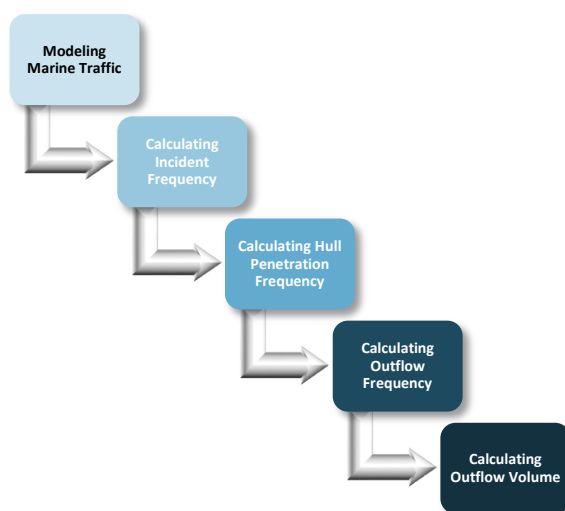 Modeling
Marine Traffic
Calculating
Incident
Frequency
Calculating Hull
Penetration
Frequency
Calculating
Outflow
Frequency
Calculating
Outflow Volume